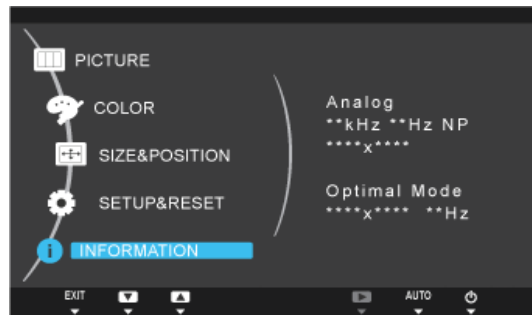 PICTURE
COLOR
SIZE&POSITION
SETUP&RESET
INFORMATION
Analog
**kHz **Hz NP
****x****
Optimal Mode
****x**** **Hz
EXIT
AUTO